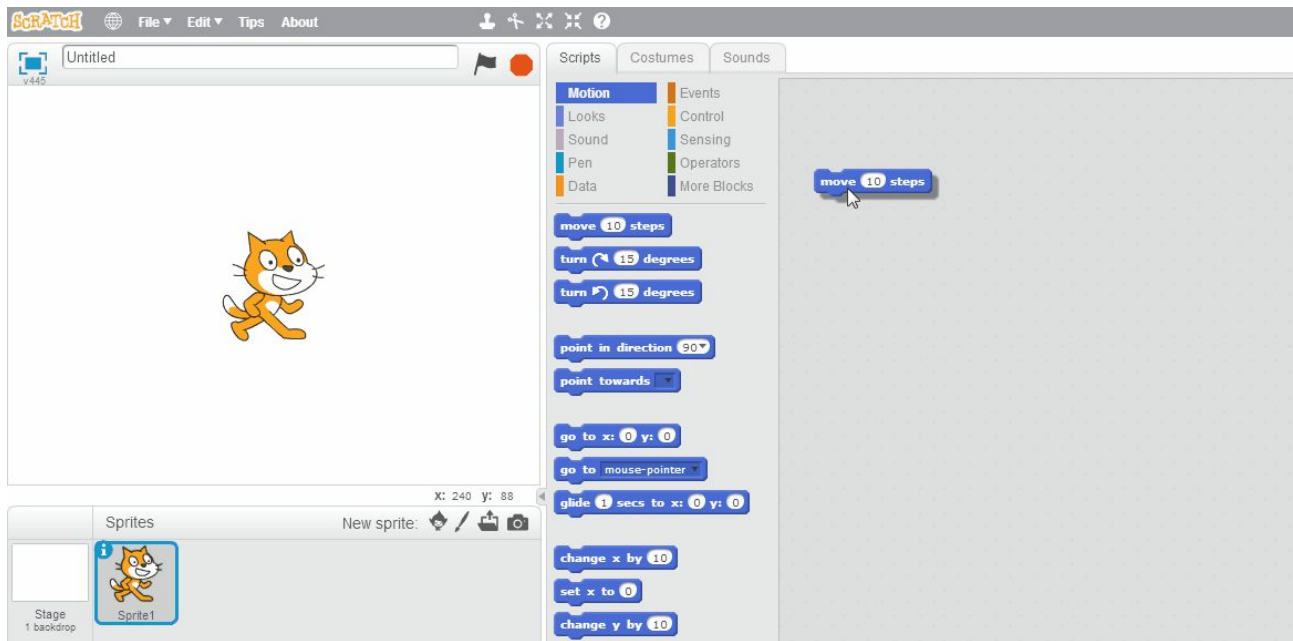 SCRATCH File Edit Tips About
Untitled
v445
Scripts Costumes Sounds
Motion Events
Looks Control
Sound Sensing
Pen Operators
Data More Blocks
move 10 steps
turn 15 degrees
turn 15 degrees
point in direction 90
point towards
go to x: 0 y: 0
go to mouse-pointer
glide 1 secs to x: 0 y: 0
change x by 10
set x to 0
change y by 10
move 10 steps
X: 240 y: 88
Sprites New sprite:
Stage
1 backdrop
Sprite1